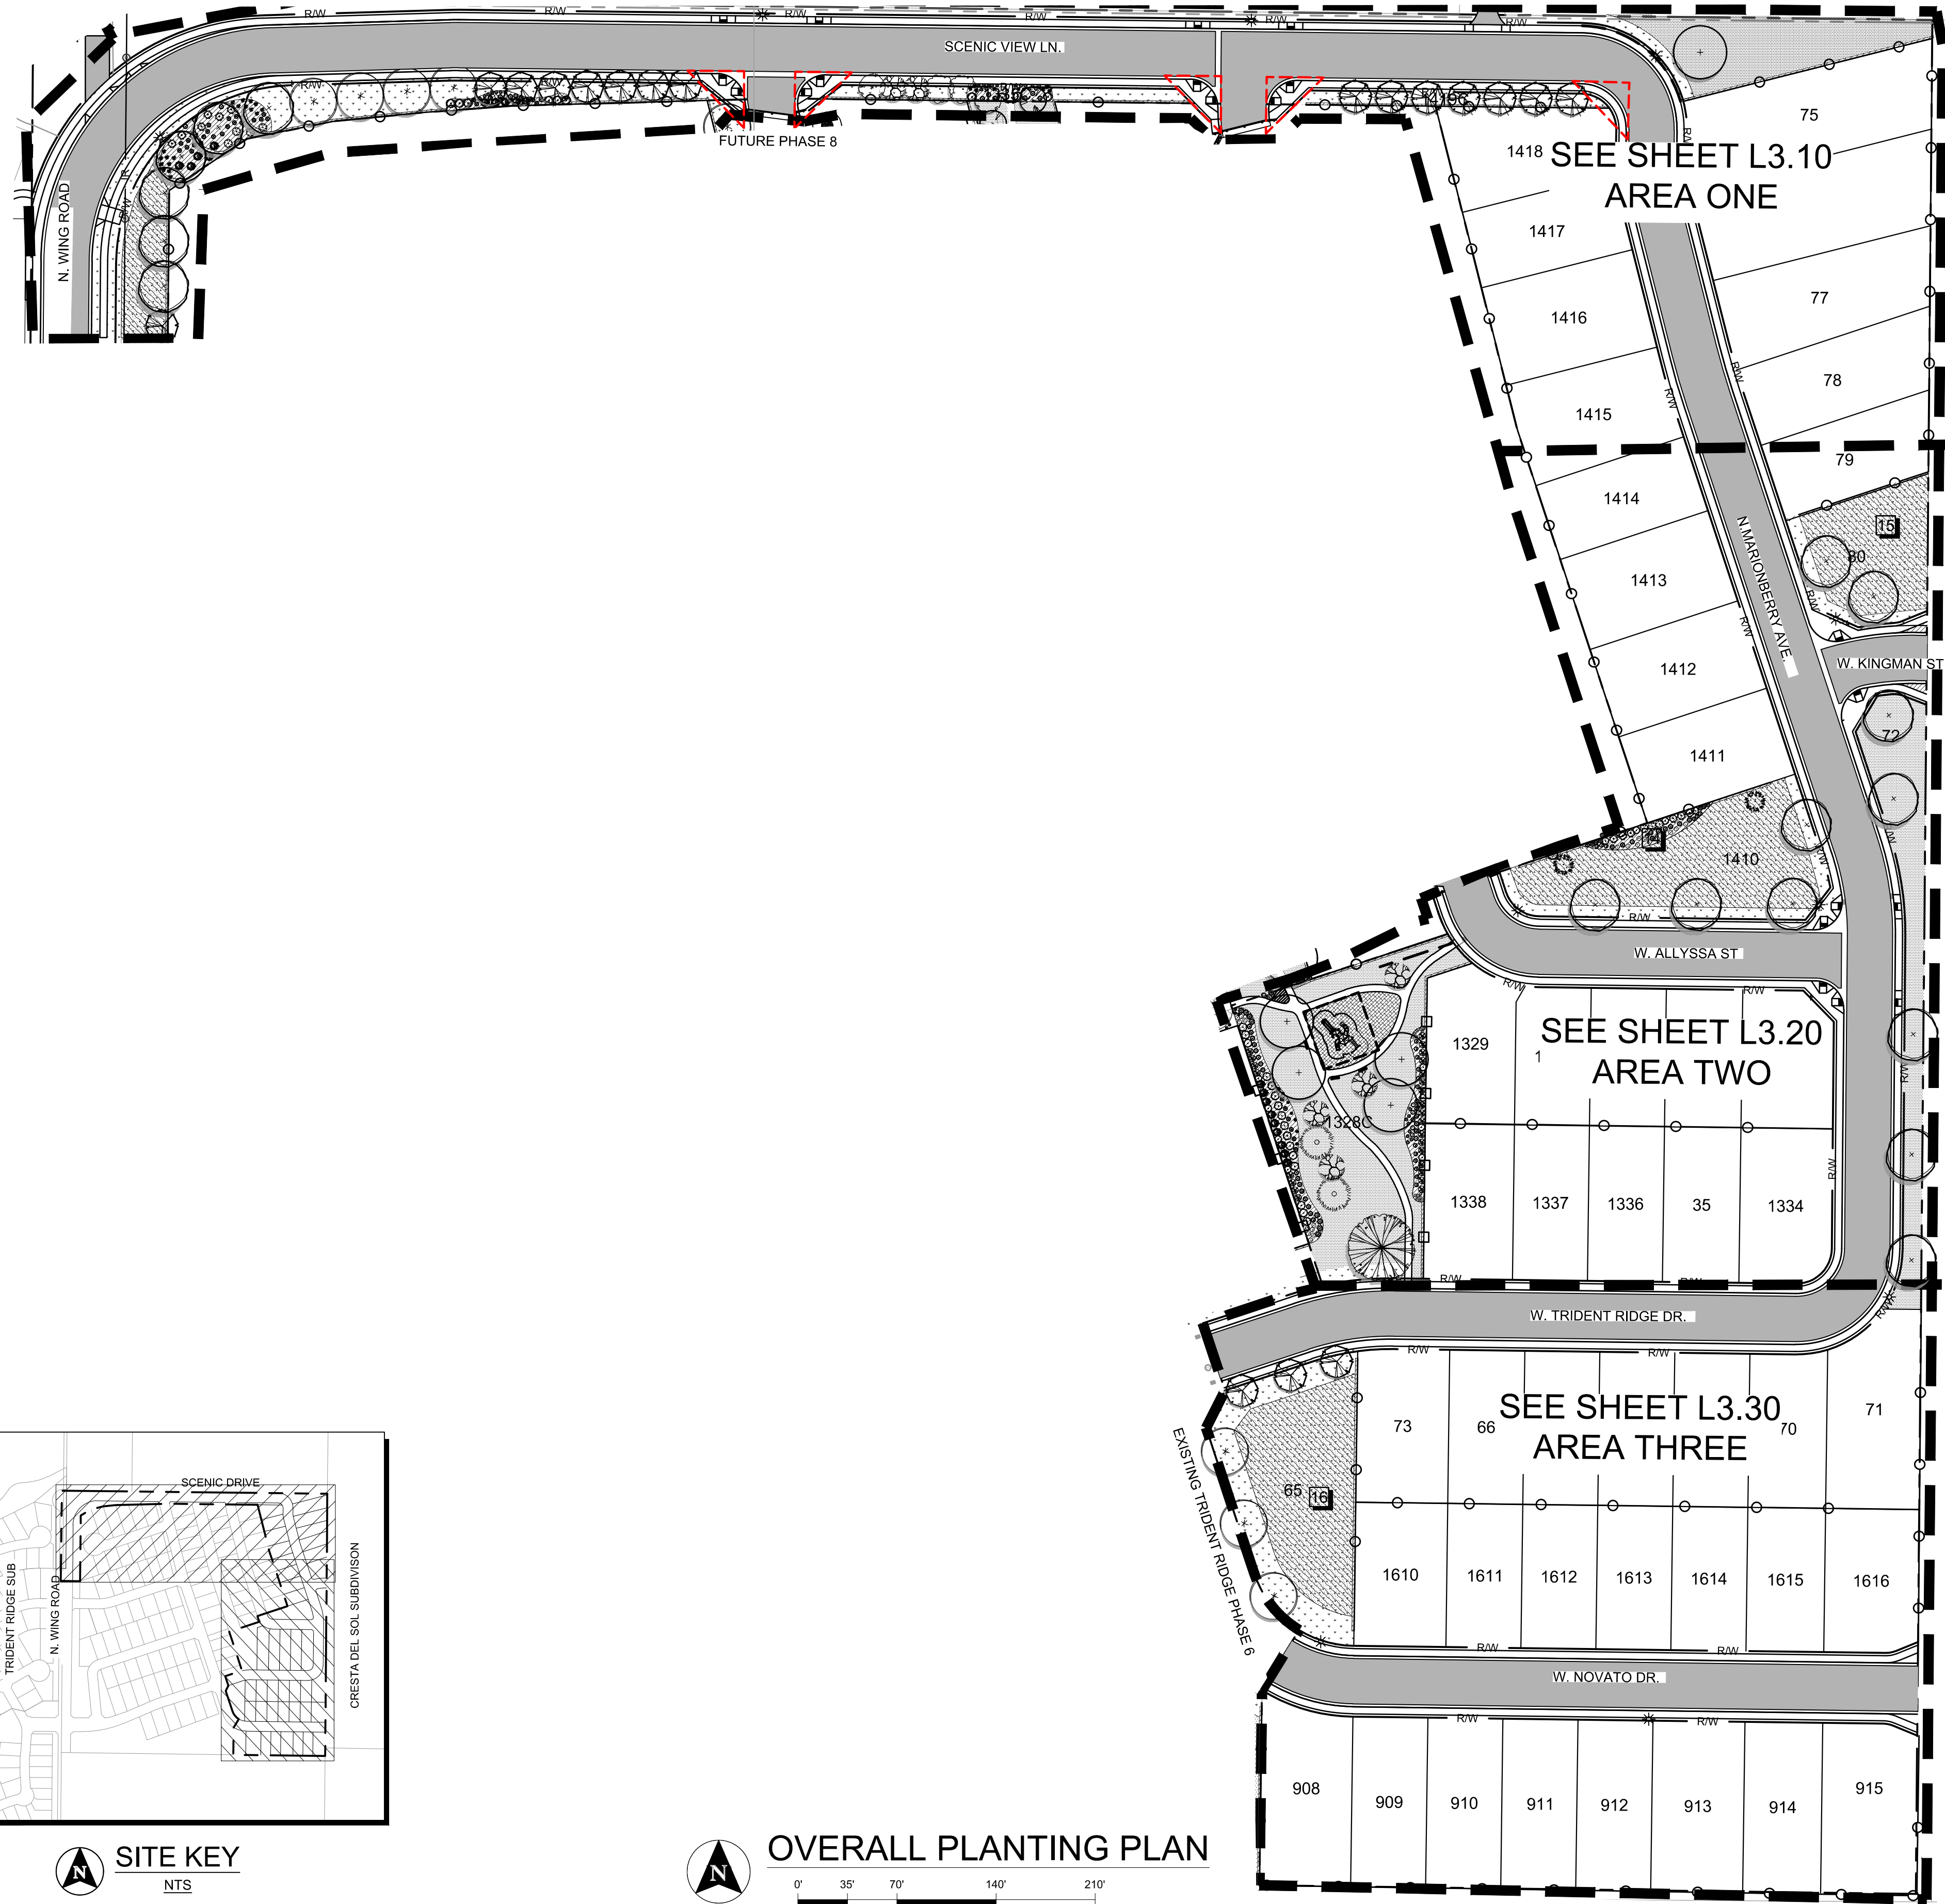 R/W
R/W
R/W
R/W
R/W
R/W
SCENIC VIEW LN.
R/W
R/W
FUTURE PHASE 8
N. WING ROAD
R/W
75
1418
SEE SHEET L3.10
AREA ONE
1417
77
1416
R/W
78
R/W
1415
79
1414
15
80
N.MARIONBERRY AVE.
1413
R/W
R/W
W. KINGMAN ST
1412
72
1411
R/W
14
1410
R/W
R/W
W. ALLYSSA ST
R/W
R/W
SEE SHEET L3.20
AREA TWO
1329
1
R/W
1328C
R/W
1338
1337
1336
35
1334
R/W
R/W
W. TRIDENT RIDGE DR.
R/W
R/W
R/W
SEE SHEET L3.30
AREA THREE
73
66
70
71
EXISTING TRIDENT RIDGE PHASE 6
65
16
1610
1611
1612
1613
1614
1615
1616
R/W
R/W
W. NOVATO DR.
R/W
R/W
908
909
910
911
912
913
914
915
SCENIC DRIVE
TRIDENT RIDGE SUB
N. WING ROAD
CRESTA DEL SOL SUBDIVISON
N
SITE KEY
NTS
N
OVERALL PLANTING PLAN
0' 35' 70' 140' 210'